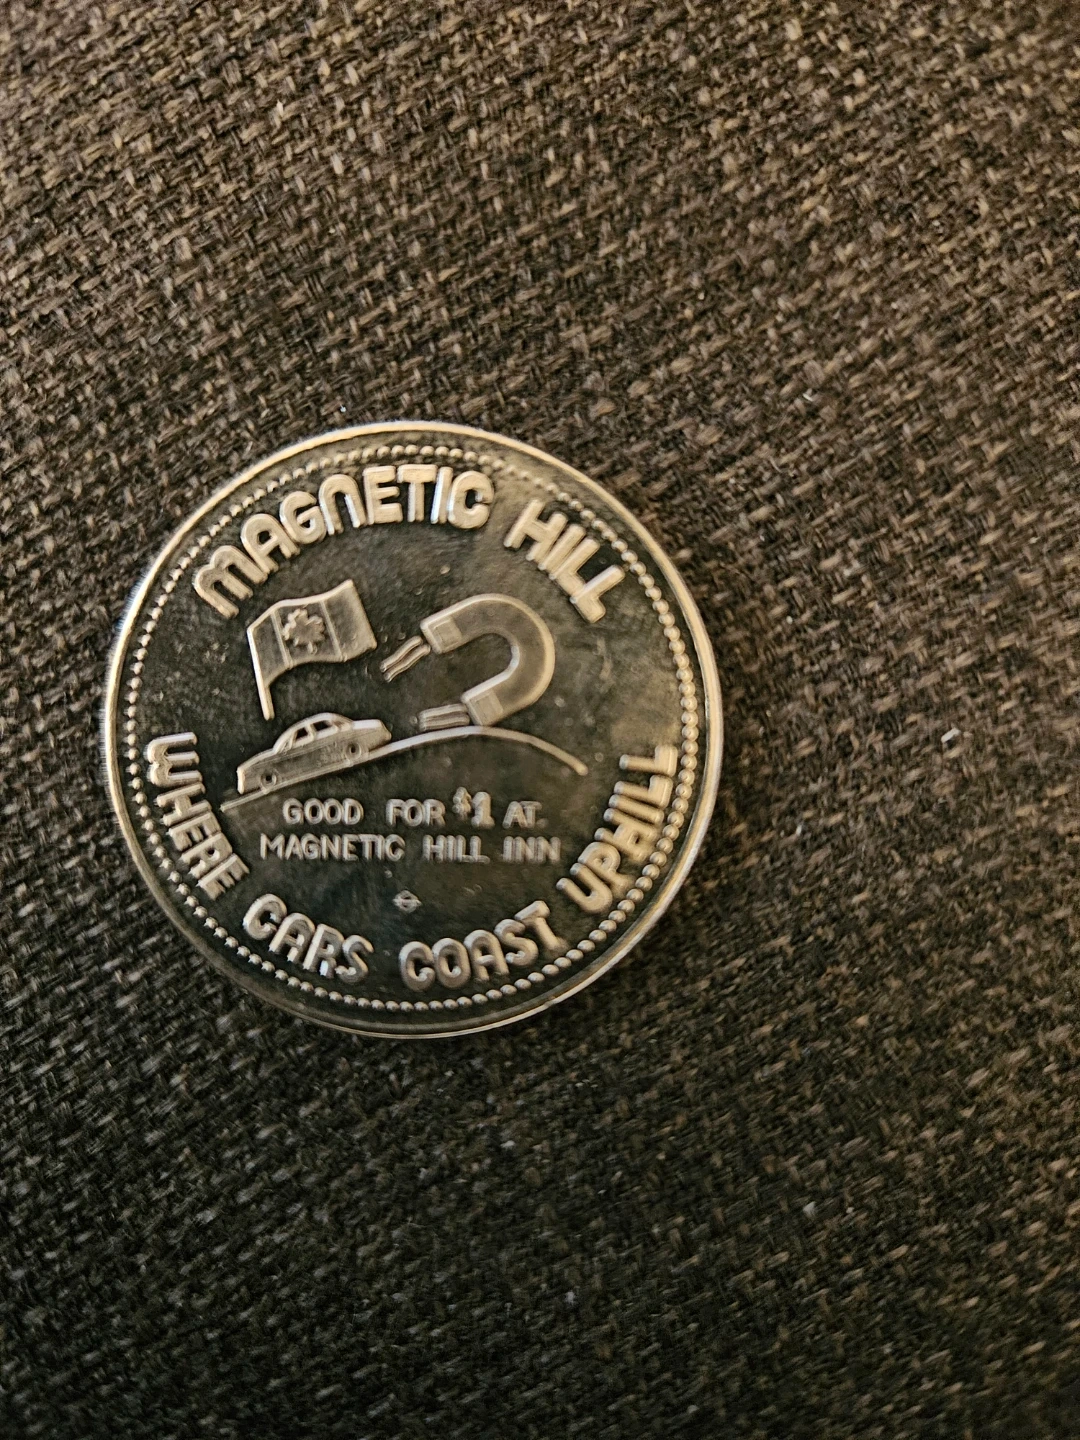 MAGNETIC HILL
GOOD FOR $1 AT
MAGNETIC HILL INN
WHERE CARS COAST UPHILL